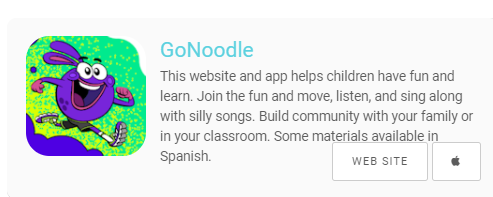 GoNoodle
This website and app helps children have fun and
learn. Join the fun and move, listen, and sing along
with silly songs. Build community with your family or
in your classroom. Some materials available in
Spanish.
WEB SITE